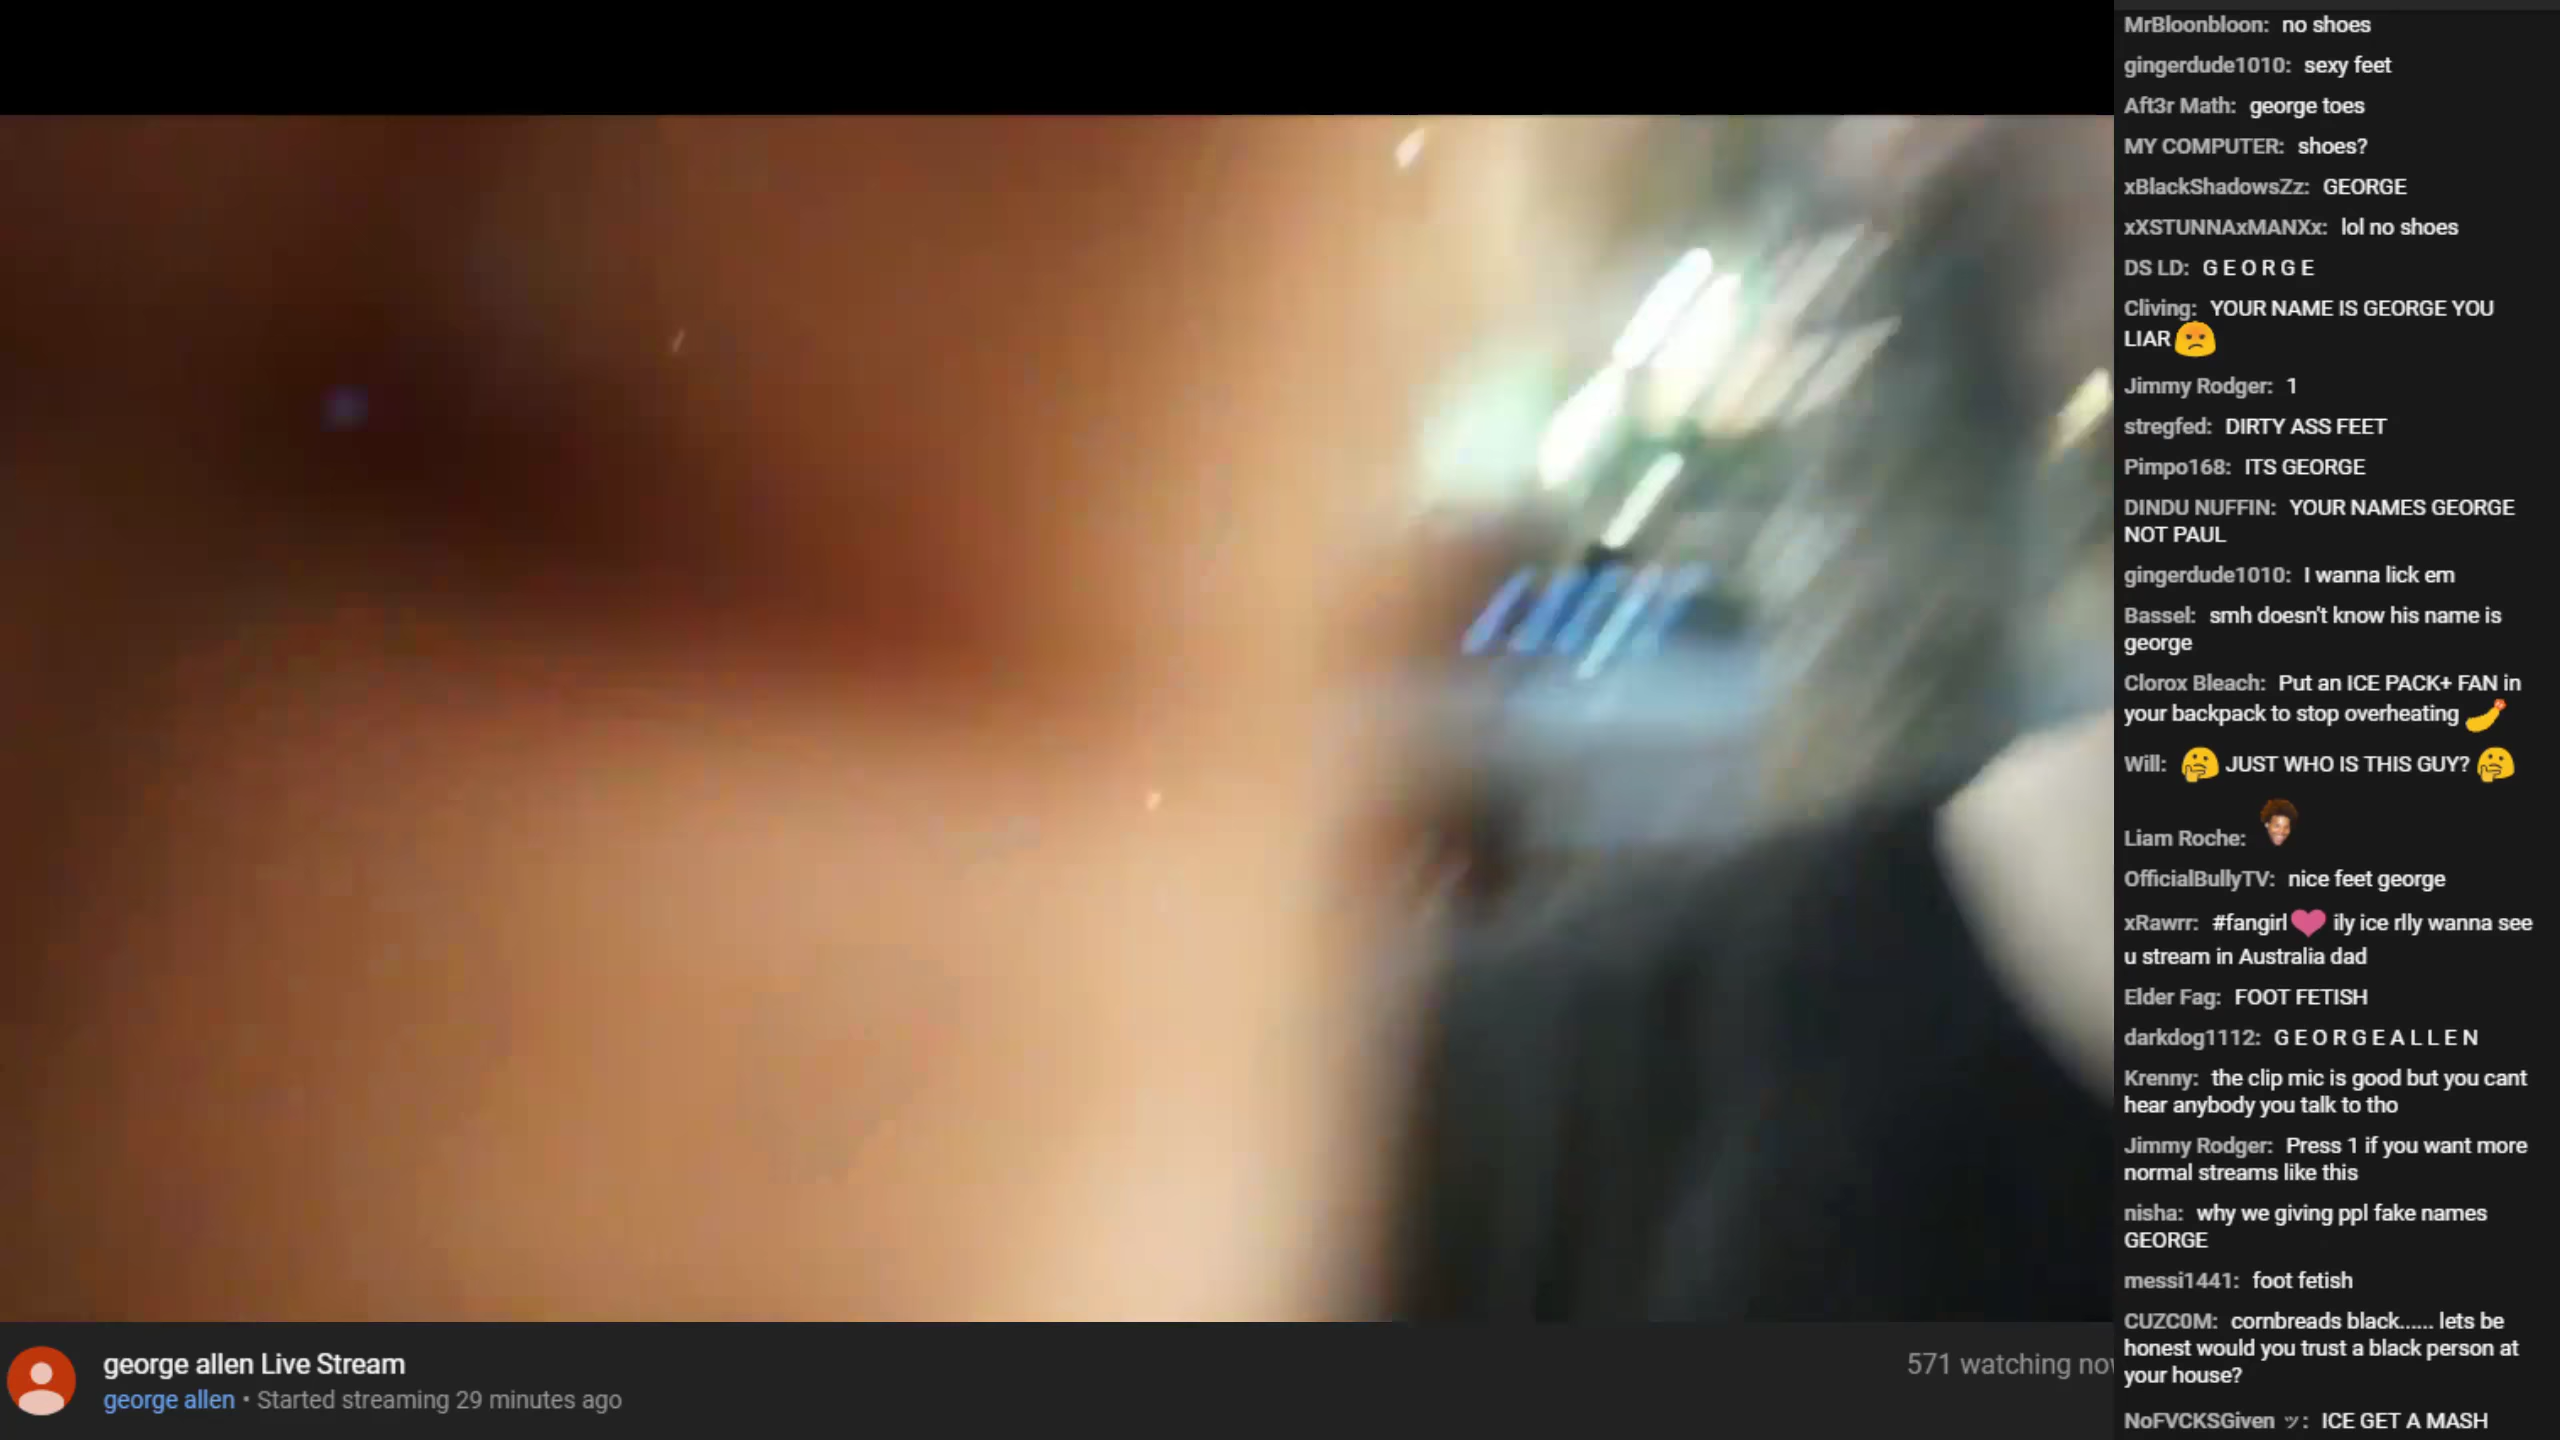 MrBloonbloon: no shoes
gingerdude1010: sexy feet
Aft3r Math: george toes
MY COMPUTER: shoes?
xBlackShadowsZz: GEORGE
xXSTUNNAxMANXx: lol no shoes
DS LD: G E O R G E
Cliving: YOUR NAME IS GEORGE YOU
LIAR
Jimmy Rodger: 1
stregfed: DIRTY ASS FEET
Pimpo168: ITS GEORGE
DINDU NUFFIN: YOUR NAMES GEORGE
NOT PAUL
gingerdude1010: I wanna lick em
Bassel: smh doesn't know his name is
george
Clorox Bleach: Put an ICE PACK+ FAN in
your backpack to stop overheating
Will: JUST WHO IS THIS GUY?
Liam Roche:
OfficialBullyTV: nice feet george
xRawrr: #fangirl ily ice rlly wanna see
u stream in Australia dad
Elder Fag: FOOT FETISH
darkdog1112: G E O R G E A L L E N
Krenny: the clip mic is good but you cant
hear anybody you talk to tho
Jimmy Rodger: Press 1 if you want more
normal streams like this
nisha: why we giving ppl fake names
GEORGE
messi1441: foot fetish
CUZC0M: cornbreads black...... lets be
honest would you trust a black person at
your house?
NoFVCKSGiven ッ: ICE GET A MASH
george allen Live Stream
george allen • Started streaming 29 minutes ago
571 watching now